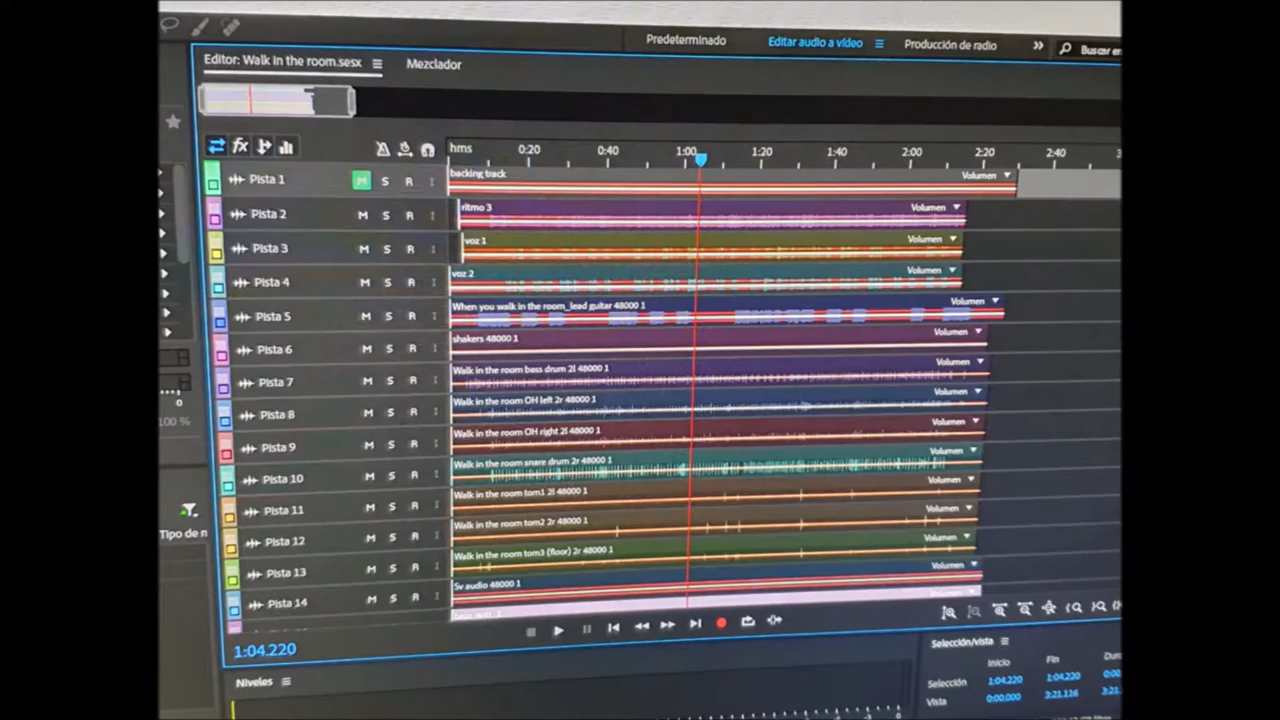 Predeterminado Editar audio a vídeo Producción de radio Buscar en
Editor: Walk in the room.sesx Mezclador
fx hms 0:20 0:40 1:00 1:20 1:40 2:00 2:20 2:40
Pista 1 M S R backing track Volumen
Pista 2 M S R ritmo 3 Volumen
Pista 3 M S R voz 1 Volumen
Pista 4 M S R voz 2 Volumen
Pista 5 M S R When you walk in the room_lead guitar 48000 1 Volumen
Pista 6 M S R shakers 48000 1 Volumen
Pista 7 M S R Walk in the room bass drum 2l 48000 1 Volumen
Pista 8 M S R Walk in the room OH left 2r 48000 1 Volumen
Pista 9 M S R Walk in the room OH right 2l 48000 1 Volumen
Pista 10 M S R Walk in the room snare drum 2r 48000 1 Volumen
Pista 11 M S R Walk in the room tom1 2l 48000 1 Volumen
Pista 12 M S R Walk in the room tom2 2r 48000 1 Volumen
Pista 13 M S R Walk in the room tom3 (floor) 2r 48000 1 Volumen
Pista 14 M S R Sv audio 48000 1 Volumen
0
100 %
Tipo de
1:04.220
Niveles
Selección/vista
Inicio Fin
Selección 1:04.220 1:04.220
Vista 0:00.000 3:21.116